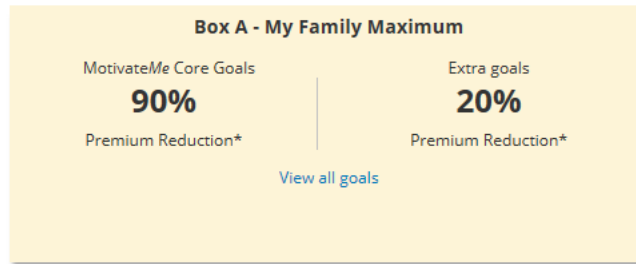 Box A - My Family Maximum
MotivateMe Core Goals
90%
Premium Reduction*
Extra goals
20%
Premium Reduction*
View all goals